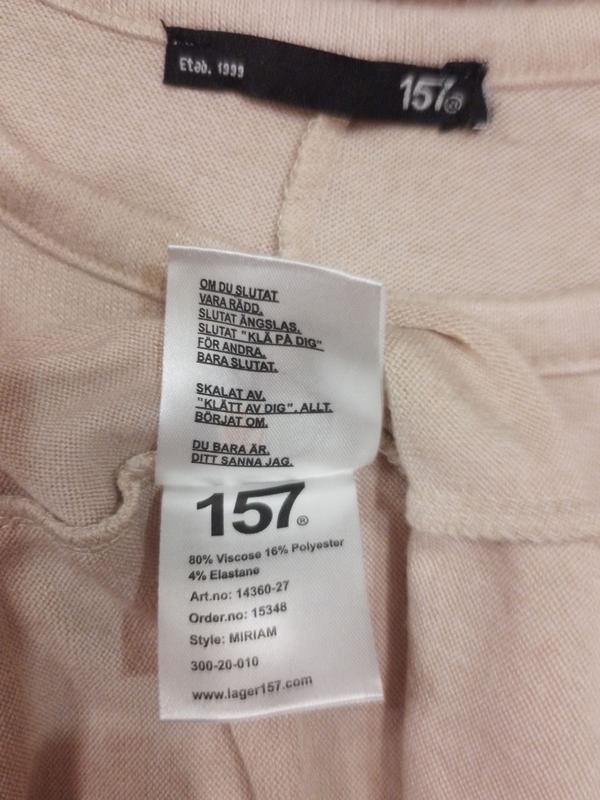 Etab. 1999
157®
OM DU SLUTAT
VARA RÄDD.
SLUTAT ÄNGSLAS.
SLUTAT "KLÄ PÅ DIG"
FÖR ANDRA.
BARA SLUTAT.
SKALAT AV.
"KLÄTT AV DIG". ALLT.
BÖRJAT OM.
DU BARA ÄR.
DITT SANNA JAG.
157®
80% Viscose 16% Polyester
4% Elastane
Art.no: 14360-27
Order.no: 15348
Style: MIRIAM
300-20-010
www.lager157.com